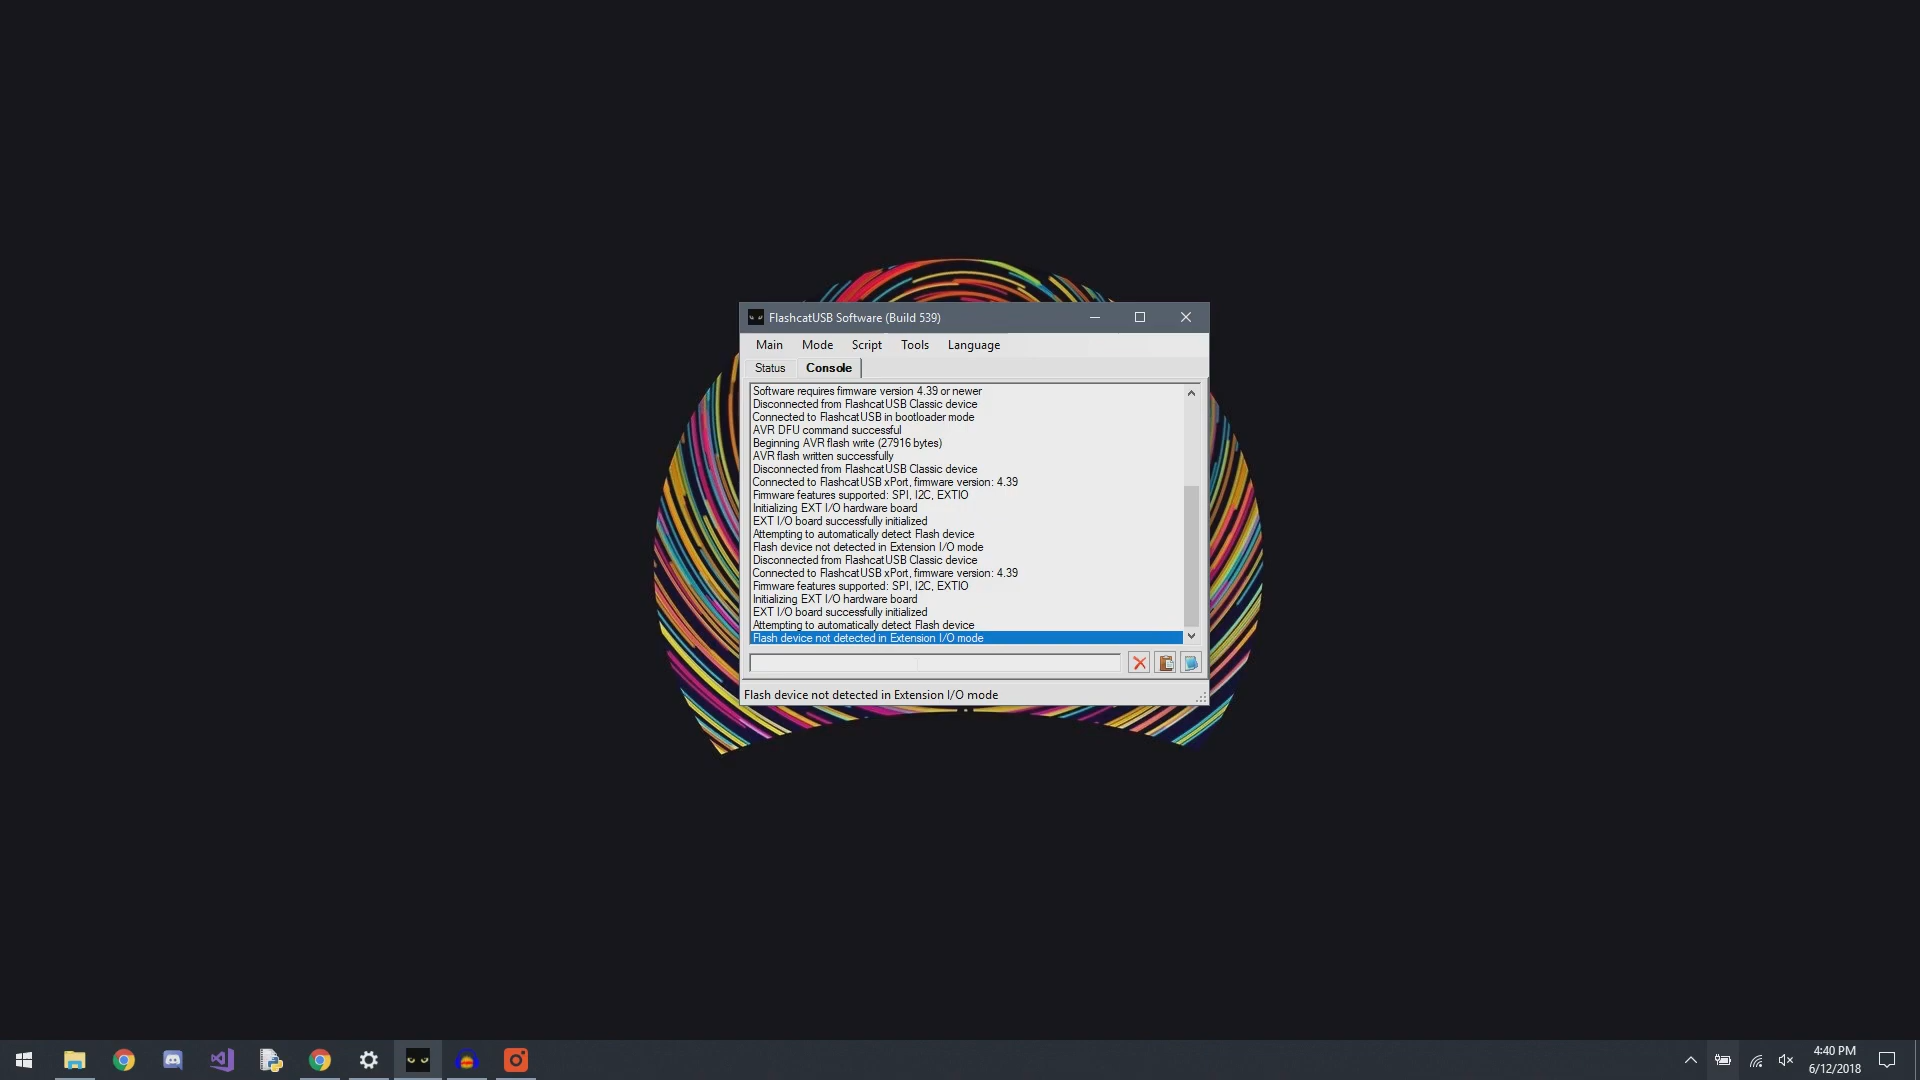 FlashcatUSB Software (Build 539)
Main Mode Script Tools Language
Status Console
Software requires firmware version 4.39 or newer
Disconnected from FlashcatUSB Classic device
Connected to FlashcatUSB in bootloader mode
AVR DFU command successful
Beginning AVR flash write (27916 bytes)
AVR flash written successfully
Disconnected from FlashcatUSB Classic device
Connected to FlashcatUSB xPort, firmware version: 4.39
Firmware features supported: SPI, I2C, EXTIO
Initializing EXT I/O hardware board
EXT I/O board successfully initialized
Attempting to automatically detect Flash device
Flash device not detected in Extension I/O mode
Disconnected from FlashcatUSB Classic device
Connected to FlashcatUSB xPort, firmware version: 4.39
Firmware features supported: SPI, I2C, EXTIO
Initializing EXT I/O hardware board
EXT I/O board successfully initialized
Attempting to automatically detect Flash device
Flash device not detected in Extension I/O mode
Flash device not detected in Extension I/O mode
4:40 PM
6/12/2018